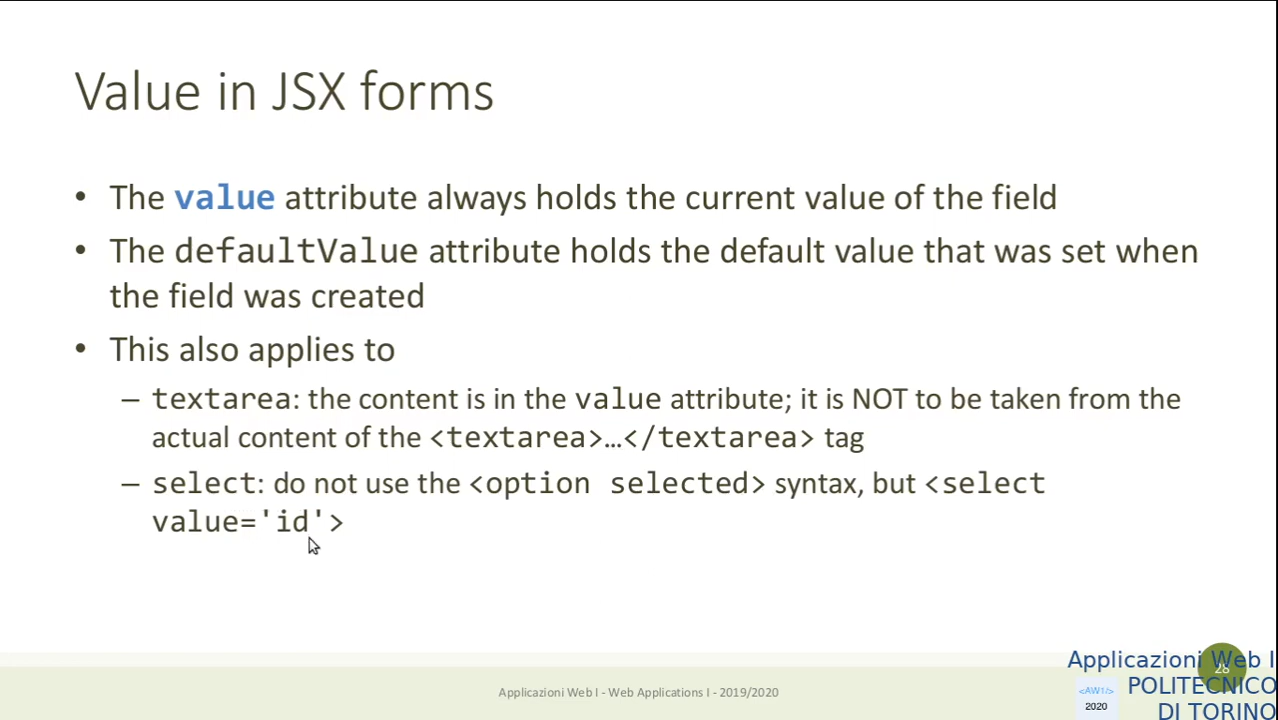 Value in JSX forms
• The value attribute always holds the current value of the field
• The defaultValue attribute holds the default value that was set when
the field was created
• This also applies to
– textarea: the content is in the value attribute; it is NOT to be taken from the
actual content of the <textarea>…</textarea> tag
– select: do not use the <option selected> syntax, but <select
value='id'>
Applicazioni Web I - Web Applications I - 2019/2020
28
Applicazioni Web I
POLITECNICO
DI TORINO
<AW1/>
2020